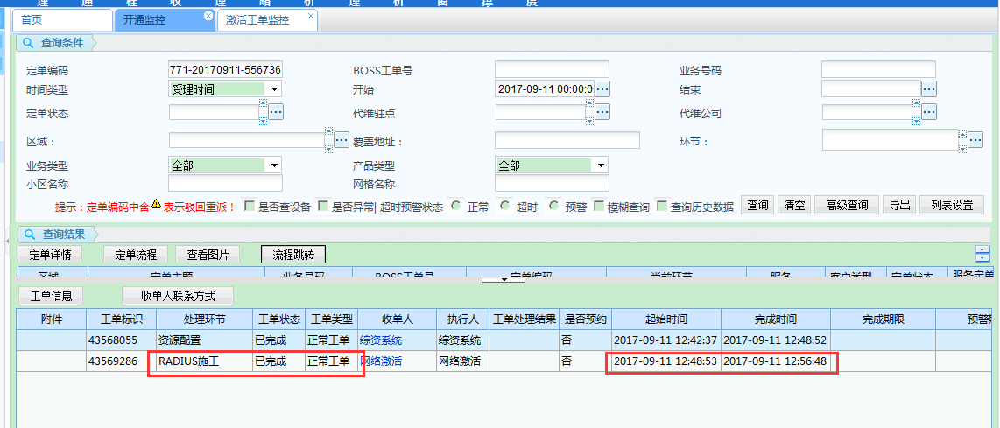 理 通 程 收 理 略 析 理 价 窗 撑 度
首页 开通监控 激活工单监控
查询条件
定单编码 771-20170911-556736 BOSS工单号 业务号码
时间类型 受理时间 开始 2017-09-11 00:00:0 结束
定单状态 代维驻点 代维公司
区域： 覆盖地址： 环节：
业务类型 全部 产品类型 全部
小区名称 网格名称
提示：定单编码中含 表示驳回重派！ 是否查设备 是否异常| 超时预警状态 正常 超时 预警 模糊查询 查询历史数据 查询 清空 高级查询 导出 列表设置
查询结果
定单详情 定单流程 查看图片 流程跳转
区域 定单主题 业务号码 BOSS工单号 定单编码 当前环节 服务 客户类型 定单状态 服务定单
工单信息 收单人联系方式
附件 工单标识 处理环节 工单状态 工单类型 收单人 执行人 工单处理结果 是否预约 起始时间 完成时间 完成期限 预警
43568055 资源配置 已完成 正常工单 综资系统 综资系统 否 2017-09-11 12:42:37 2017-09-11 12:48:52
43569286 RADIUS施工 已完成 正常工单 网络激活 网络激活 否 2017-09-11 12:48:53 2017-09-11 12:56:48